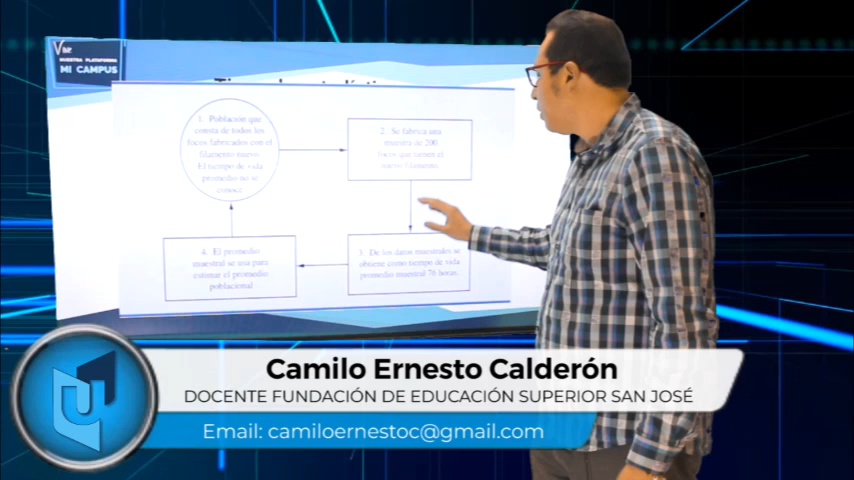 Vive
NUESTRA PLATAFORMA
MI CAMPUS
1. Población que
consta de todos los
focos fabricados con el
filamento nuevo.
El tiempo de vida
promedio no se
conoce.
2. Se fabrica una
muestra de 200
focos que tienen el
nuevo filamento.
3. De los datos muestrales se
obtiene como tiempo de vida
promedio muestral 76 horas.
4. El promedio
muestral se usa para
estimar el promedio
poblacional.
Camilo Ernesto Calderón
DOCENTE FUNDACIÓN DE EDUCACIÓN SUPERIOR SAN JOSÉ
Email: camiloernestoc@gmail.com